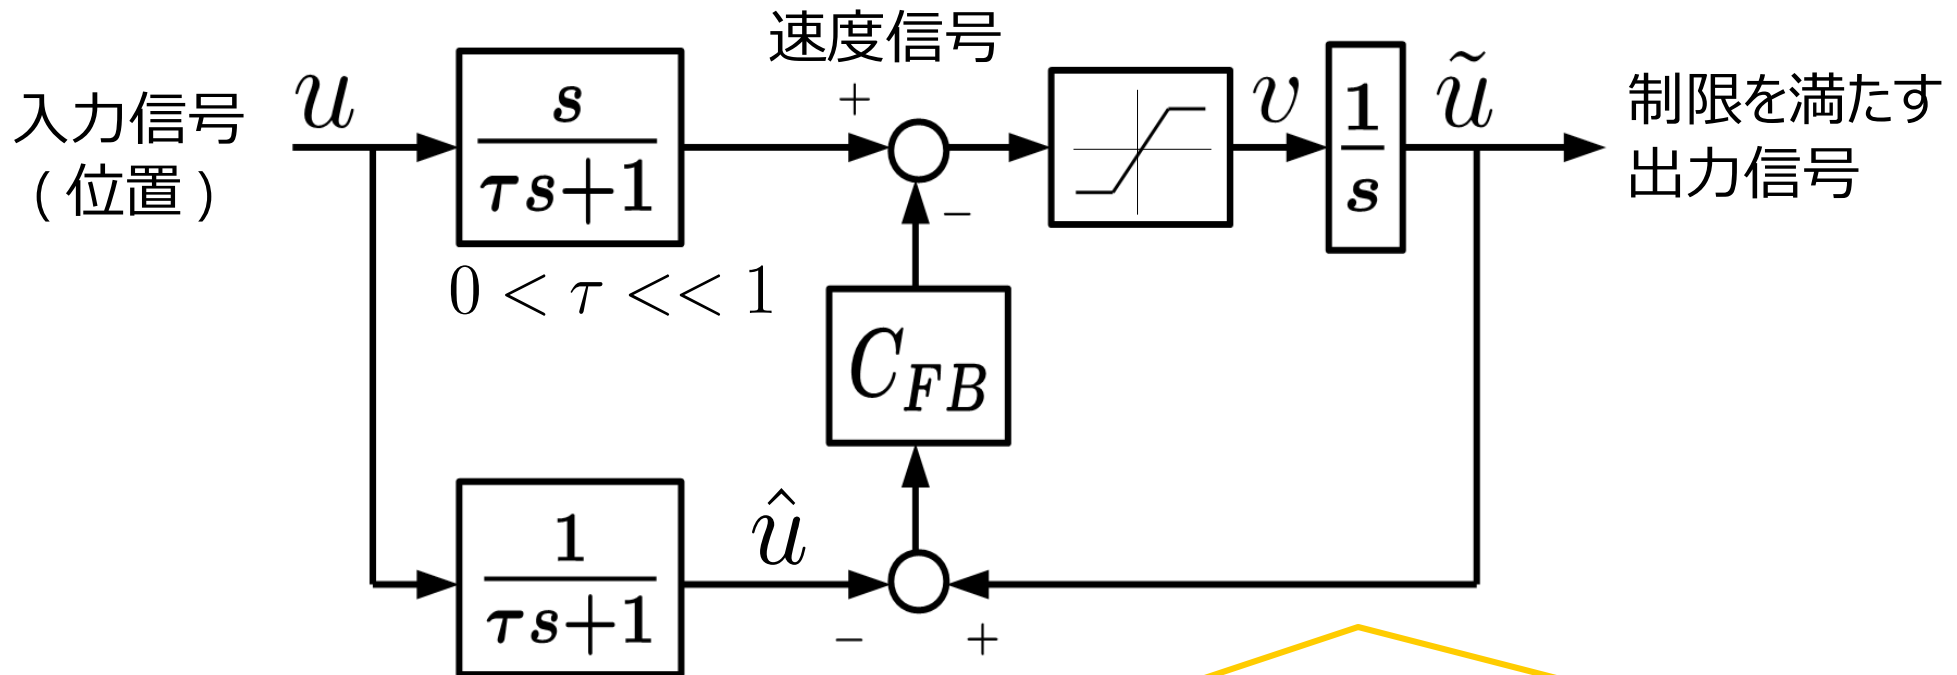 速度信号
入力信号
(位置)
u
s
τs+1
+
v
1
s
ũ
制限を満たす
出力信号
−
0 < τ << 1
C_FB
1
τs+1
û
− +